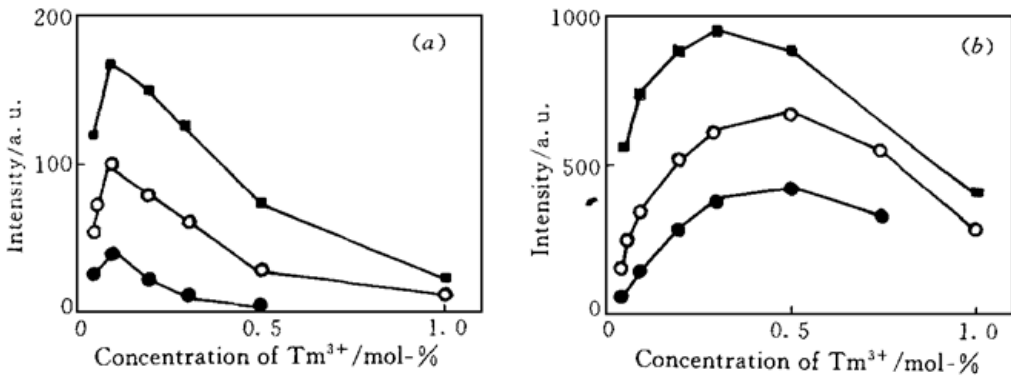 200
(a)
100
0
0
0.5
1.0
Intensity/a. u.
Concentration of Tm³⁺/mol-%
1000
(b)
500
0
0
0.5
1.0
Intensity/a. u.
Concentration of Tm³⁺/mol-%